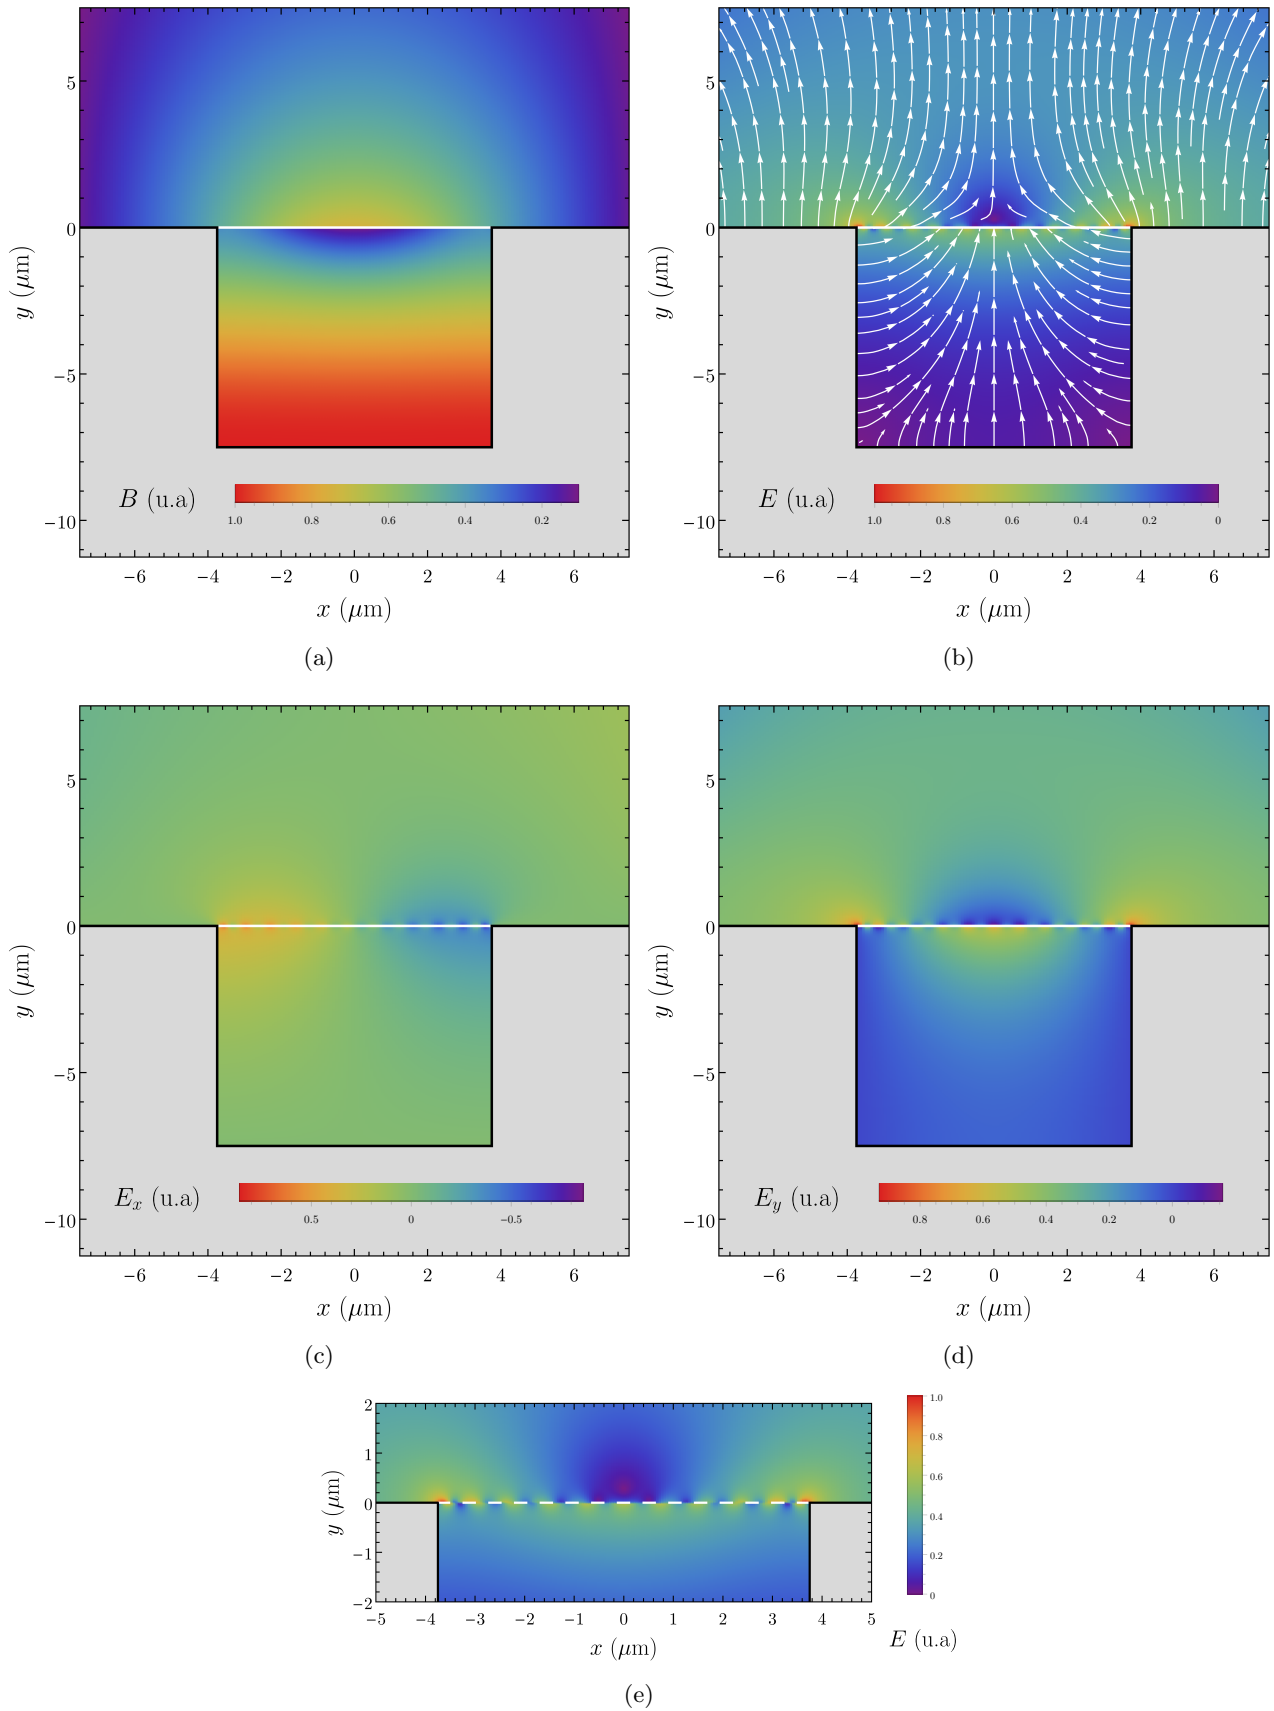 5
0
−5
−10
y (μm)
B (u.a)
1.0 0.8 0.6 0.4 0.2
−6 −4 −2 0 2 4 6
x (μm)
(a)
5
0
−5
−10
y (μm)
E (u.a)
1.0 0.8 0.6 0.4 0.2 0
−6 −4 −2 0 2 4 6
x (μm)
(b)
5
0
−5
−10
y (μm)
E_x (u.a)
0.5 0 −0.5
−6 −4 −2 0 2 4 6
x (μm)
(c)
5
0
−5
−10
y (μm)
E_y (u.a)
0.8 0.6 0.4 0.2 0
−6 −4 −2 0 2 4 6
x (μm)
(d)
2
1
0
−1
−2
y (μm)
−5 −4 −3 −2 −1 0 1 2 3 4 5
x (μm)
1.0
0.8
0.6
0.4
0.2
0
E (u.a)
(e)